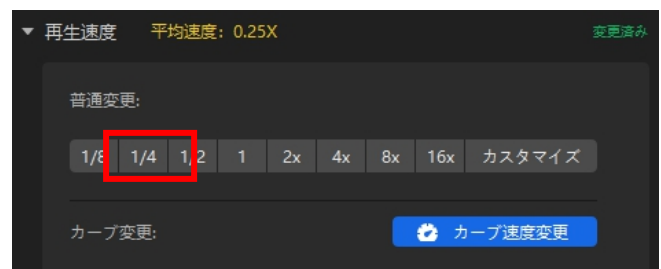 ▼ 再生速度 平均速度: 0.25X 変更済み
普通变更:
1/8 1/4 1/2 1 2x 4x 8x 16x カスタマイズ
カーブ変更: カーブ速度変更